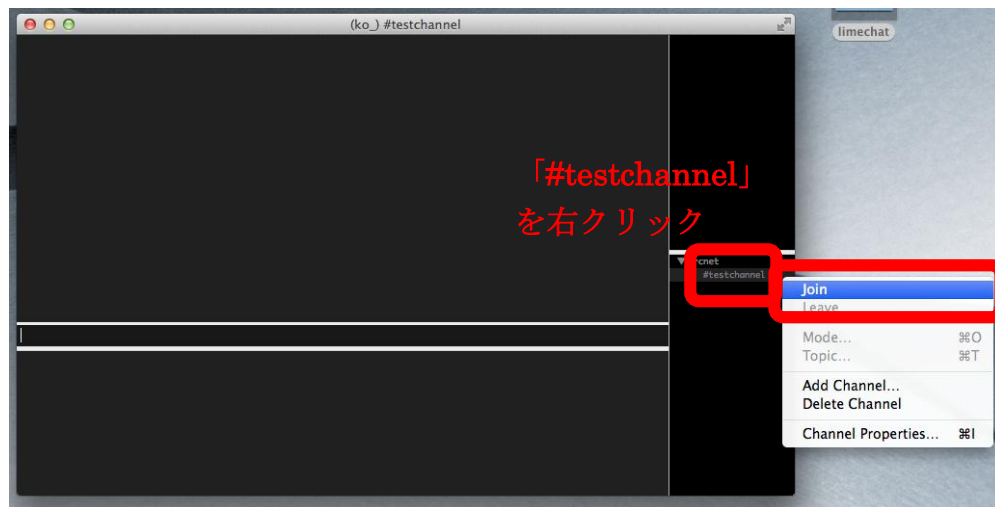 (ko_) #testchannel
limechat
「#testchannel」
を右クリック
rcnet
#testchannel
Join
Leave
Mode... ⌘O
Topic... ⌘T
Add Channel...
Delete Channel
Channel Properties... ⌘I